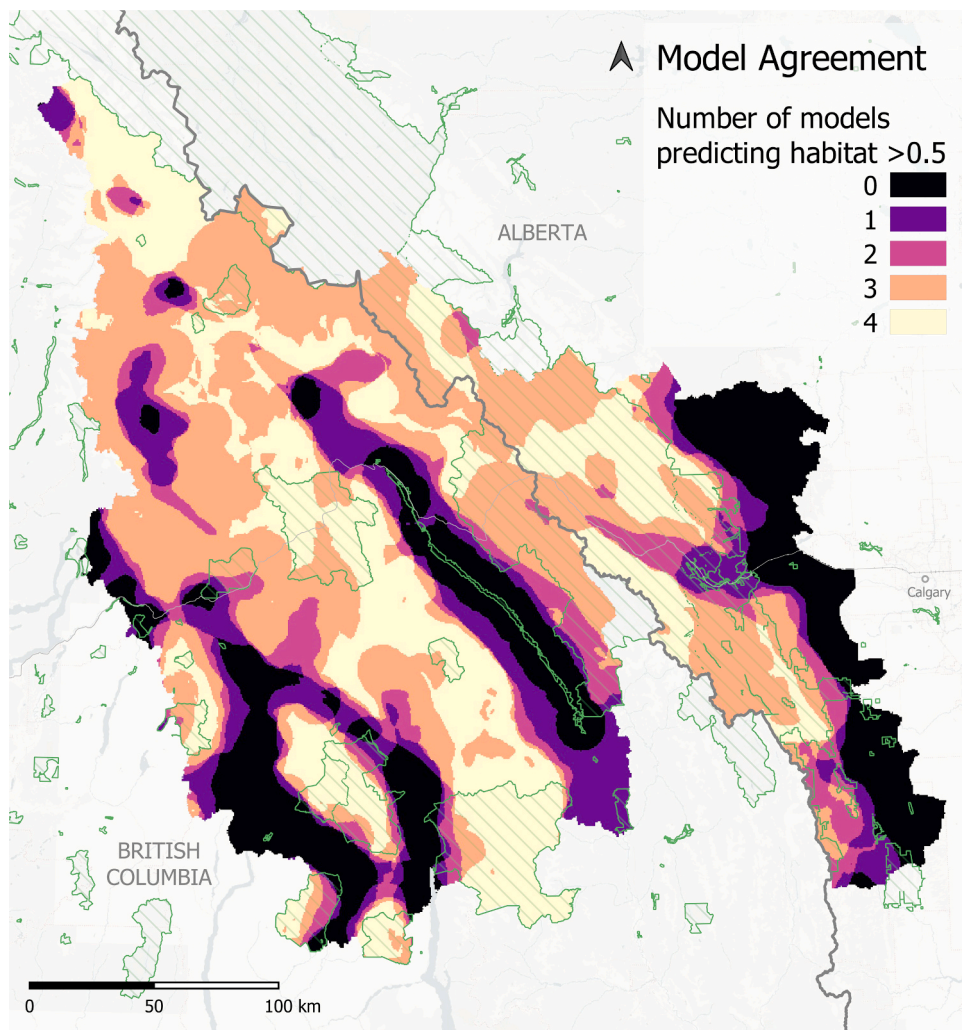 Model Agreement
Number of models
predicting habitat >0.5
0
1
2
3
4
ALBERTA
Calgary
BRITISH
COLUMBIA
0
50
100 km